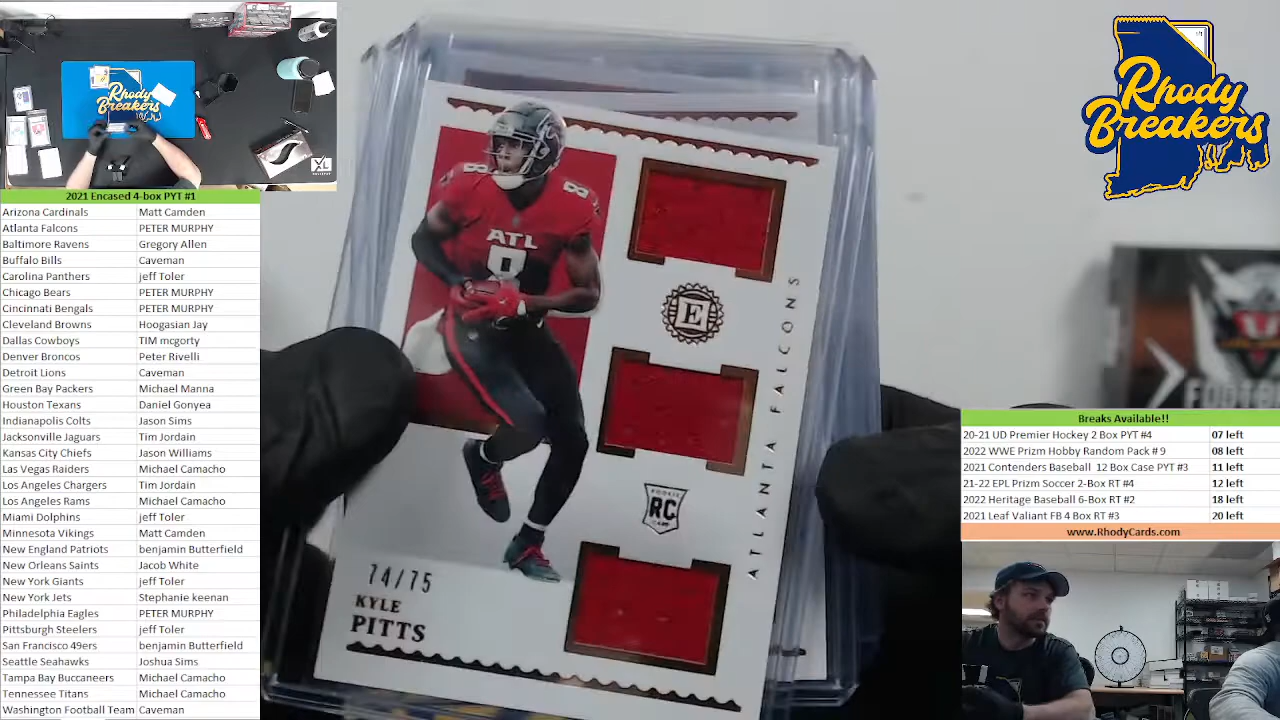 Rhody
Breakers
XL
2021 Encased 4-box PYT #1
Arizona Cardinals Matt Camden
Atlanta Falcons PETER MURPHY
Baltimore Ravens Gregory Allen
Buffalo Bills Caveman
Carolina Panthers jeff Toler
Chicago Bears PETER MURPHY
Cincinnati Bengals PETER MURPHY
Cleveland Browns Hoogasian Jay
Dallas Cowboys TIM mcgorty
Denver Broncos Peter Rivelli
Detroit Lions Caveman
Green Bay Packers Michael Manna
Houston Texans Daniel Gonyea
Indianapolis Colts Jason Sims
Jacksonville Jaguars Tim Jordain
Kansas City Chiefs Jason Williams
Las Vegas Raiders Michael Camacho
Los Angeles Chargers Tim Jordain
Los Angeles Rams Michael Camacho
Miami Dolphins jeff Toler
Minnesota Vikings Matt Camden
New England Patriots benjamin Butterfield
New Orleans Saints Jacob White
New York Giants jeff Toler
New York Jets Stephanie keenan
Philadelphia Eagles PETER MURPHY
Pittsburgh Steelers jeff Toler
San Francisco 49ers benjamin Butterfield
Seattle Seahawks Joshua Sims
Tampa Bay Buccaneers Michael Camacho
Tennessee Titans Michael Camacho
Washington Football Team Caveman
8
8
ATL
8
E
ATLANTA FALCONS
ROOKIE
RC
74/75
KYLE
PITTS
Rhody
Breakers
FOOTBA
Breaks Available!!
20-21 UD Premier Hockey 2 Box PYT #4 07 left
2022 WWE Prizm Hobby Random Pack # 9 08 left
2021 Contenders Baseball 12 Box Case PYT #3 11 left
21-22 EPL Prizm Soccer 2-Box RT #4 12 left
2022 Heritage Baseball 6-Box RT #2 18 left
2021 Leaf Valiant FB 4 Box RT #3 20 left
www.RhodyCards.com